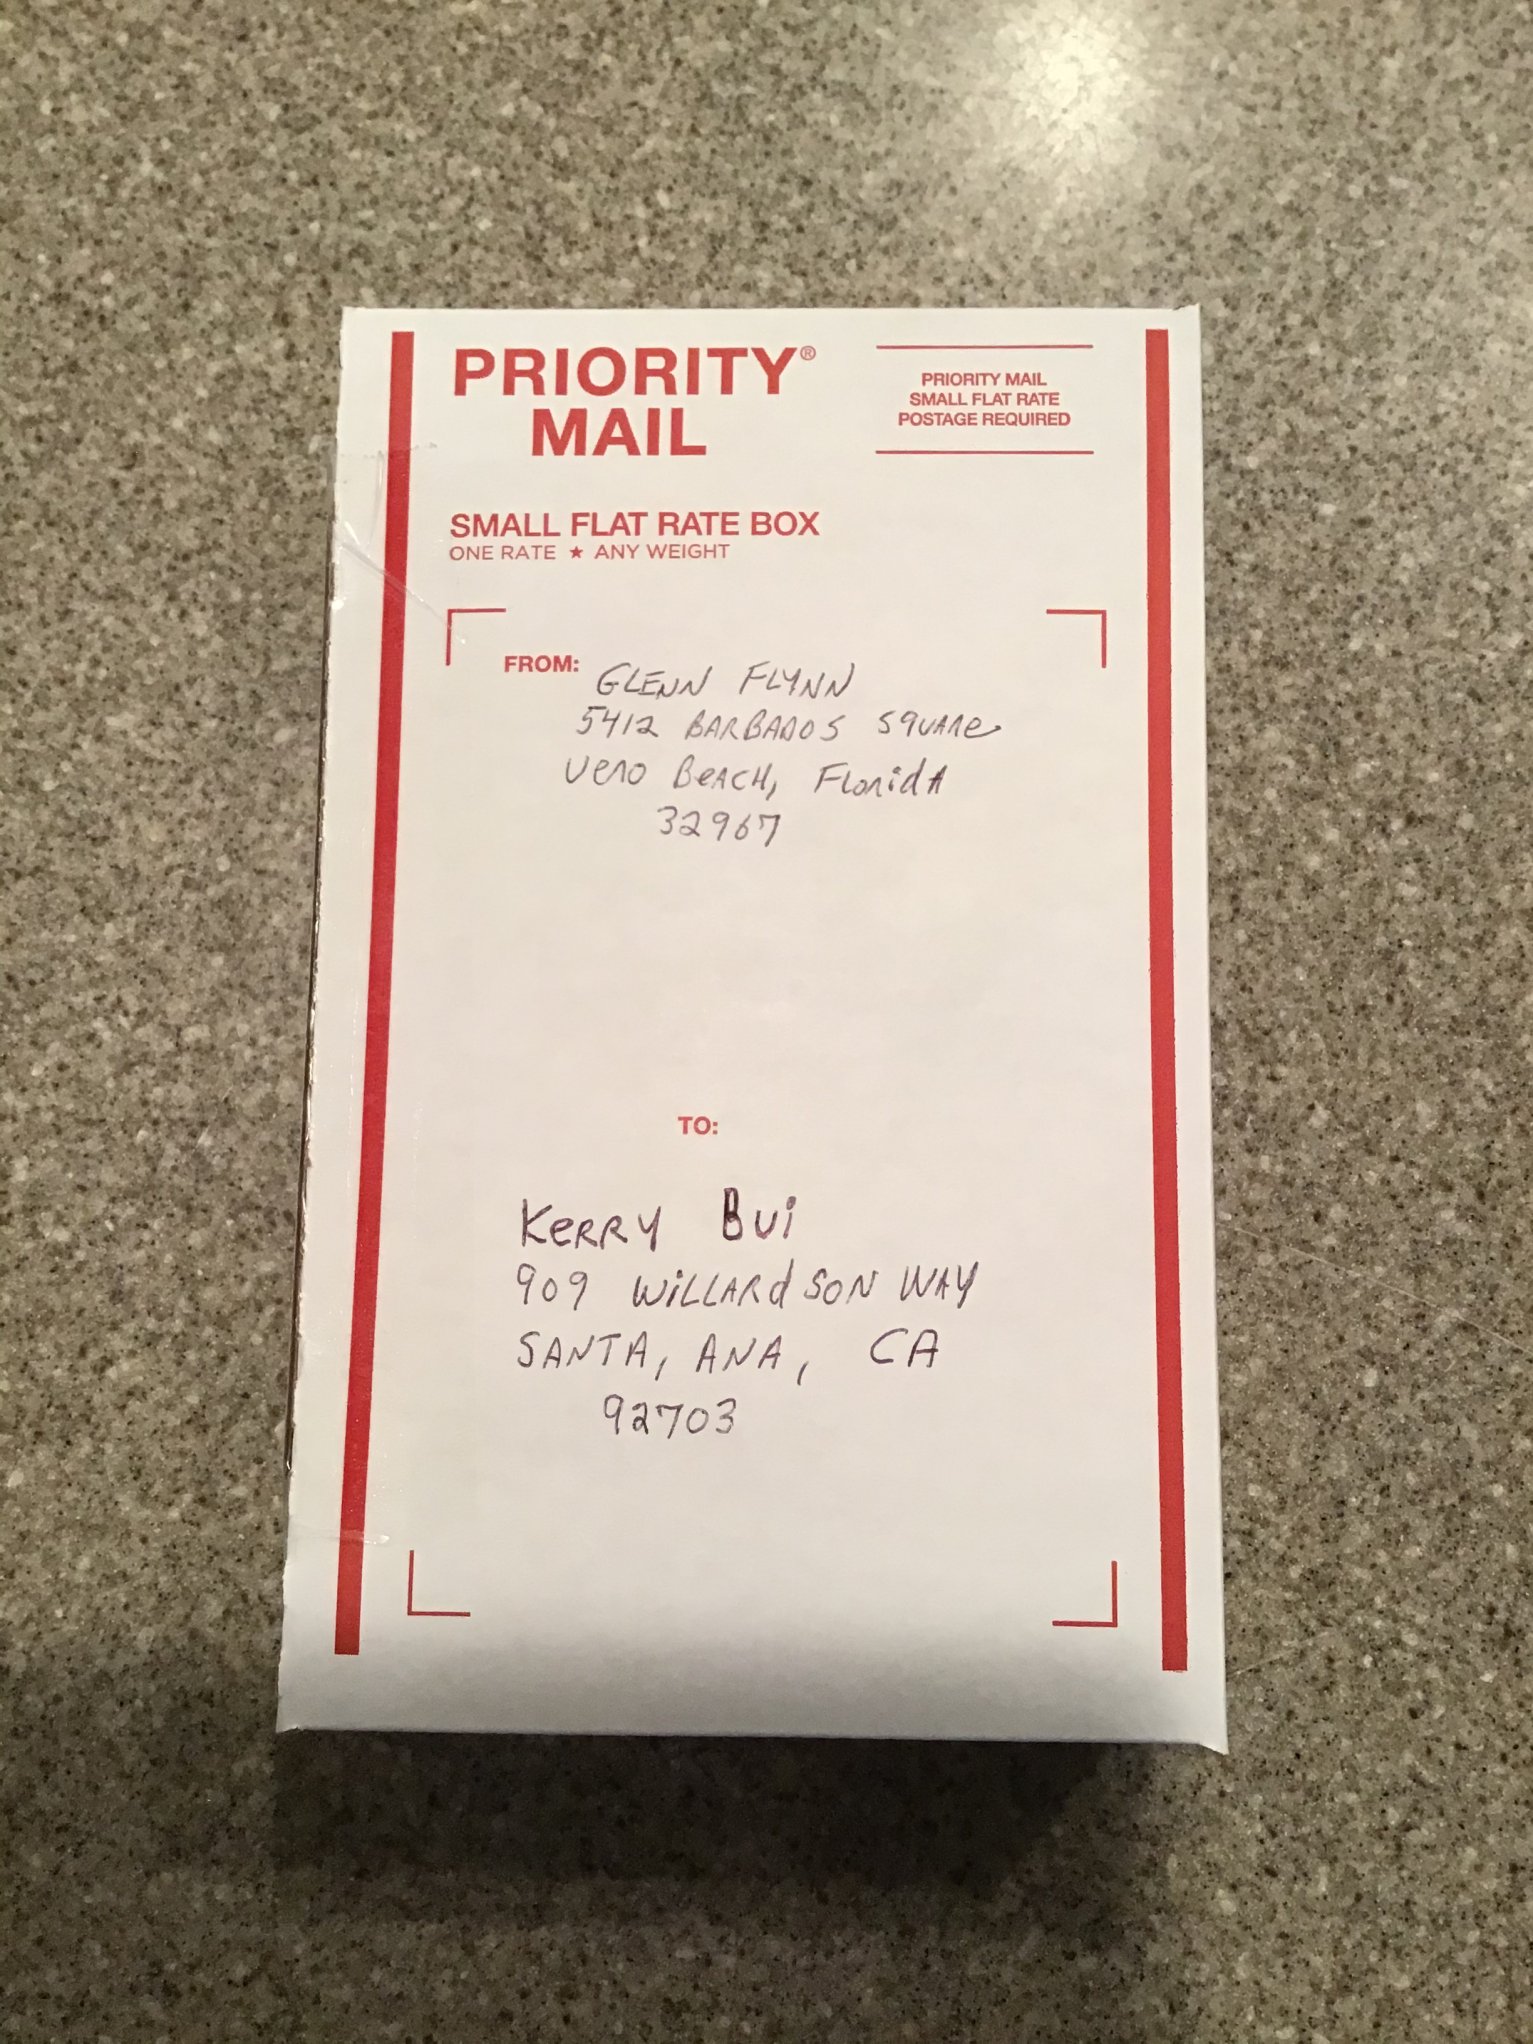 PRIORITY®
MAIL
PRIORITY MAIL
SMALL FLAT RATE
POSTAGE REQUIRED
SMALL FLAT RATE BOX
ONE RATE ★ ANY WEIGHT
FROM: GLENN FLYNN
5412 BARBADOS SQUARe
VeRO BeACH, FloRidA
32967
TO:
KeRRY Bui
909 WiLLARdSON WAY
SANTA, ANA, CA
92703